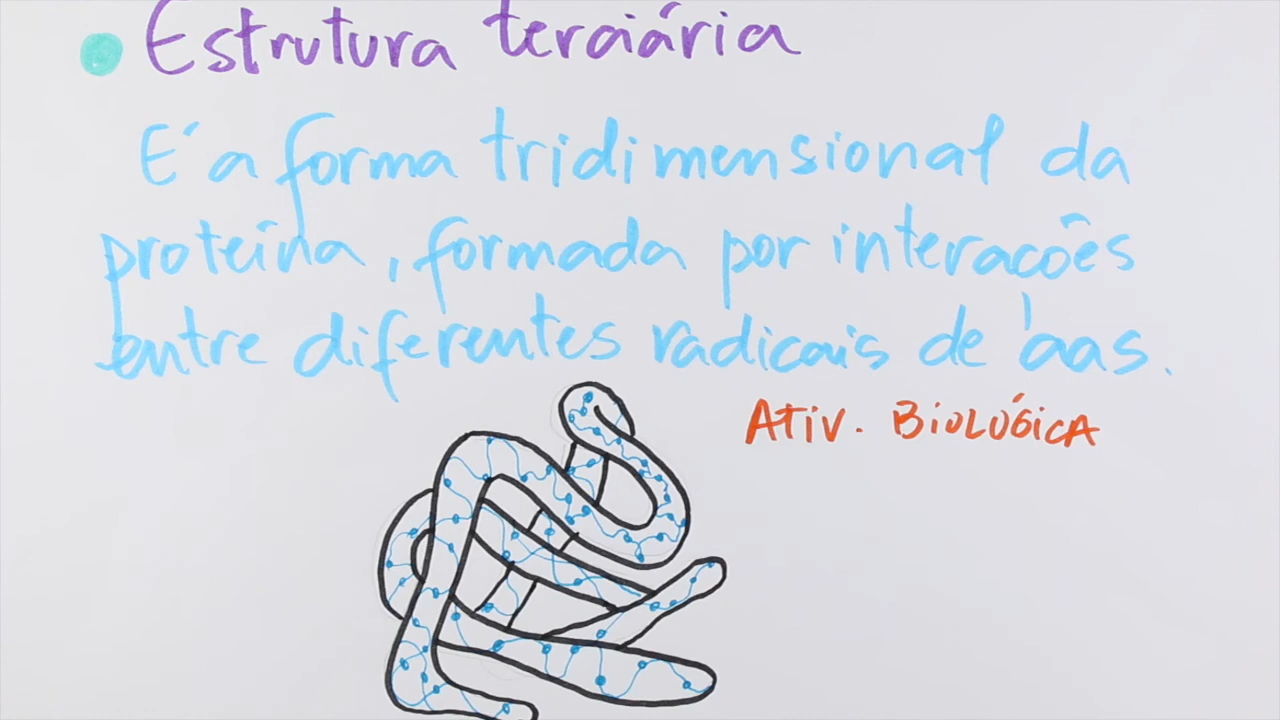 Estrutura terciária
É a forma tridimensional da
proteína, formada por interações
entre diferentes radicais de aas.
ATIV. BIOLÓGICA